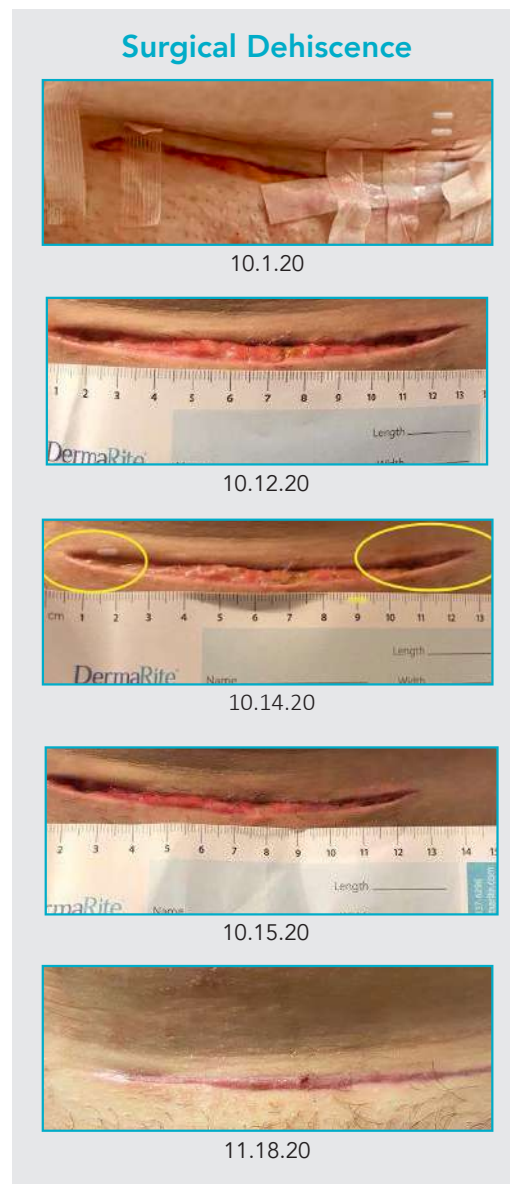 Surgical Dehiscence
10.1.20
1 2 3 4 5 6 7 8 9 10 11 12 13
Length
DermaRite
Width
10.12.20
cm 1 2 3 4 5 6 7 8 9 10 11 12 13
Length
DermaRite
Name
Width
10.14.20
2 3 4 5 6 7 8 9 10 11 12 13 14 15
Length
rmaRite
Name
10.15.20
11.18.20